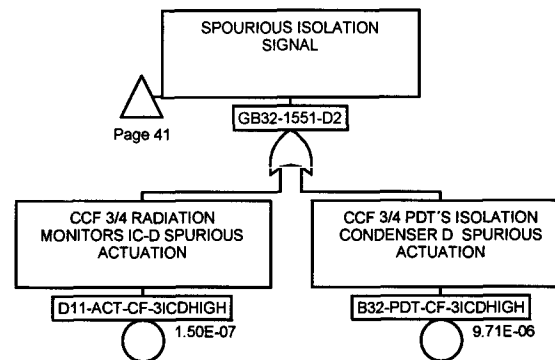 SPOURIOUS ISOLATION
SIGNAL
Page 41
GB32-1551-D2
CCF 3/4 RADIATION
MONITORS IC-D SPURIOUS
ACTUATION
D11-ACT-CF-3ICDHIGH
1.50E-07
CCF 3/4 PDT'S ISOLATION
CONDENSER D SPURIOUS
ACTUATION
B32-PDT-CF-3ICDHIGH
9.71E-06